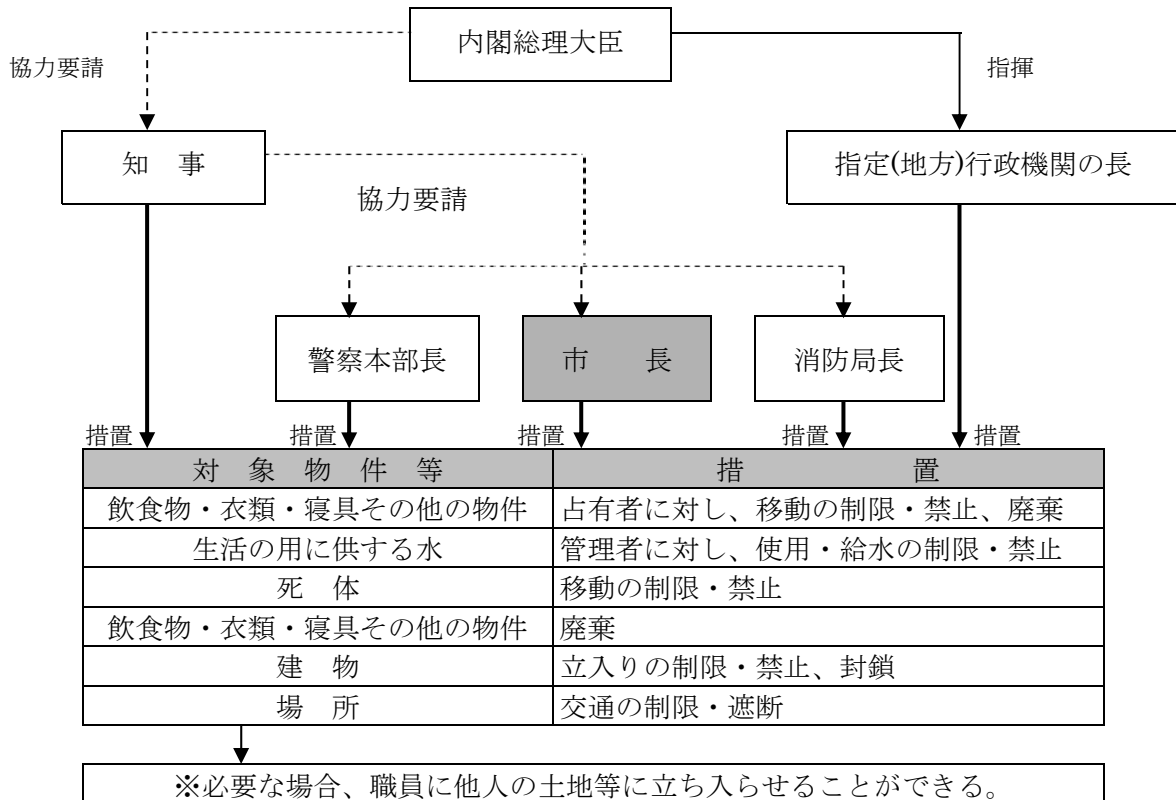 内閣総理大臣
協力要請
指揮
知　事
指定(地方)行政機関の長
協力要請
警察本部長
市　　長
消防局長
措置
措置
措置
措置
措置
対　象　物　件　等
措　　　　　　置
飲食物・衣類・寝具その他の物件
占有者に対し、移動の制限・禁止、廃棄
生活の用に供する水
管理者に対し、使用・給水の制限・禁止
死　体
移動の制限・禁止
飲食物・衣類・寝具その他の物件
廃棄
建　物
立入りの制限・禁止、封鎖
場　所
交通の制限・遮断
※必要な場合、職員に他人の土地等に立ち入らせることができる。